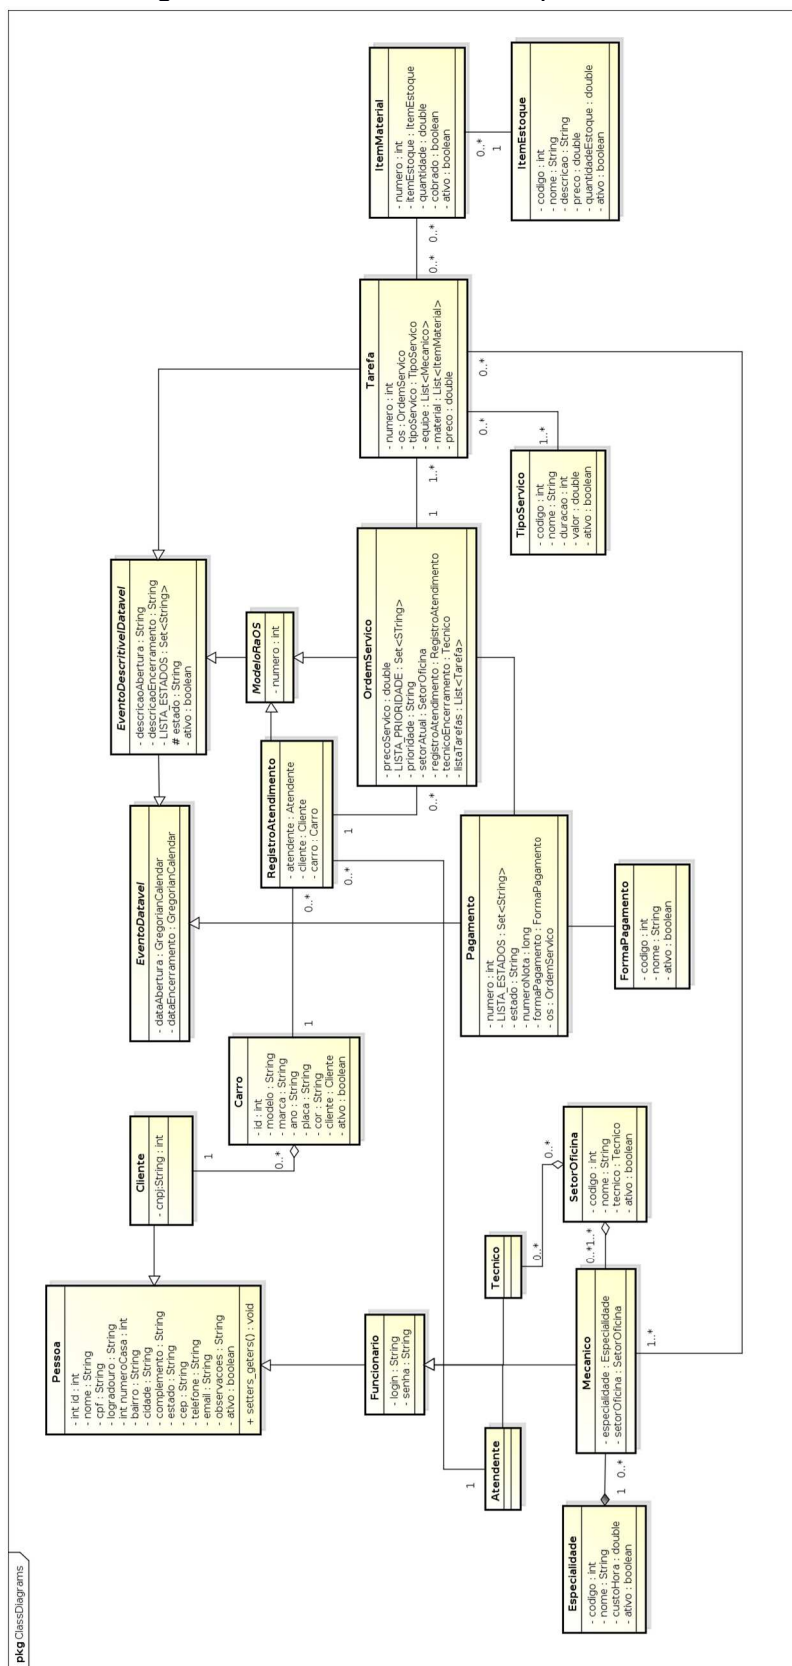 pkg ClassDiagrams
Pessoa
- int id : int
- nome : String
- cpf : String
- logradouro : String
- int numeroCasa : int
- bairro : String
- cidade : String
- complemento : String
- estado : String
- cep : String
- telefone : String
- email : String
- observacoes : String
- ativo : boolean
+ setters_geters() : void
Cliente
- cnpj:String : int
1
0..*
Carro
- id : int
- modelo : String
- marca : String
- ano : String
- placa : String
- cor : String
- cliente : Cliente
- ativo : boolean
1
0..*
EventoDatavel
- dataAbertura : GregorianCalendar
- dataEncerramento : GregorianCalendar
EventoDescritivelDatavel
- descricaoAbertura : String
- descricaoEncerramento : String
- LISTA_ESTADOS : Set<String>
# estado : String
- ativo : boolean
ModeloRaOS
- numero : int
RegistroAtendimento
- atendente : Atendente
- cliente : Cliente
- carro : Carro
0..*
1
0..*
OrdemServico
- precoServico : double
- LISTA_PRIORIDADE : Set<STring>
- prioridade : String
- setorAtual : SetorOficina
- registroAtendimento : RegistroAtendimento
- tecnicoEncerramento : Tecnico
- listaTarefas : List<Tarefa>
1
1..*
Tarefa
- numero : int
- os : OrdemServico
- tipoServico : TipoServico
- equipe : List<Mecanico>
- material : List<ItemMaterial>
- preco : double
0..*
0..*
ItemMaterial
- numero : int
- itemEstoque : ItemEstoque
- quantidade : double
- cobrado : boolean
- ativo : boolean
0..*
1
ItemEstoque
- codigo : int
- nome : String
- descricao : String
- preco : double
- quantidadeEstoque : double
- ativo : boolean
0..*
1..*
TipoServico
- codigo : int
- nome : String
- duracao : int
- valor : double
- ativo : boolean
0..*
Funcionario
- login : String
- senha : String
Atendente
1
Tecnico
0..*
0..*
Pagamento
- numero : int
- LISTA_ESTADOS : Set<String>
- estado : String
- numeroNota : long
- formaPagamento : FormaPagamento
- os : OrdemServico
FormaPagamento
- codigo : int
- nome : String
- ativo : boolean
Especialidade
- codigo : int
- nome : String
- custoHora : double
- ativo : boolean
1
0..*
Mecanico
- especialidade : Especialidade
- setorOficina : SetorOficina
1..*
0..*
1..*
SetorOficina
- codigo : int
- nome : String
- tecnico : Tecnico
- ativo : boolean